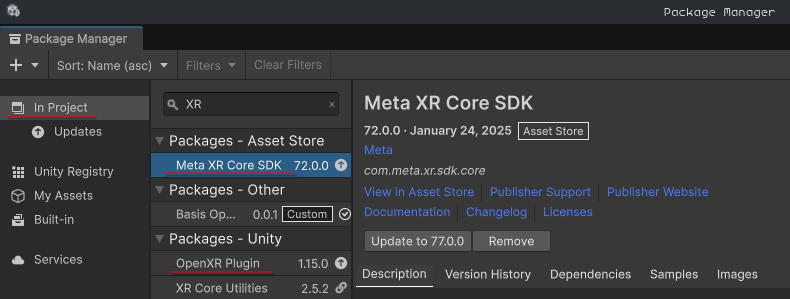 Package Manager
Package Manager
Sort: Name (asc) Filters Clear Filters
In Project
Updates
Unity Registry
My Assets
Built-in
Services
XR
Packages - Asset Store
Meta XR Core SDK 72.0.0
Packages - Other
Basis Op... 0.0.1 Custom
Packages - Unity
OpenXR Plugin 1.15.0
XR Core Utilities 2.5.2
Meta XR Core SDK
72.0.0 · January 24, 2025 Asset Store
Meta
com.meta.xr.sdk.core
View in Asset Store Publisher Support Publisher Website
Documentation Changelog Licenses
Update to 77.0.0 Remove
Description Version History Dependencies Samples Images